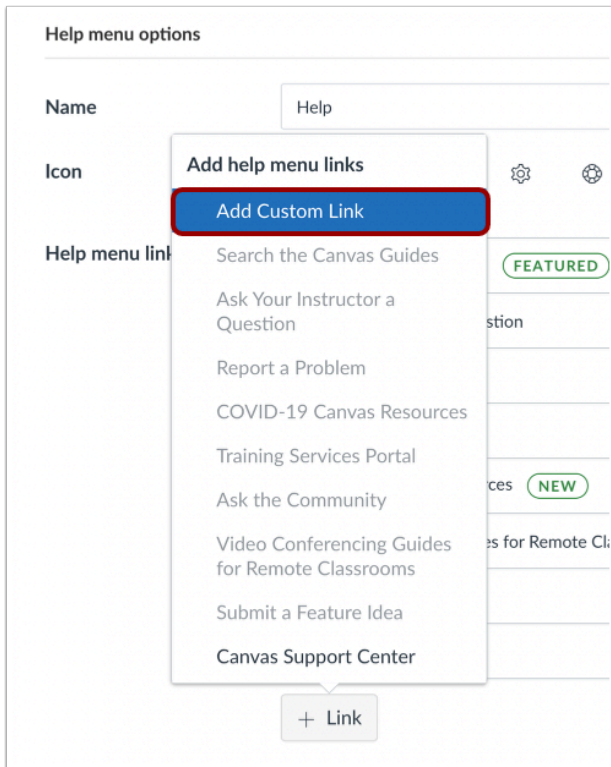 Help menu options
Name
Help
Icon
Add help menu links
Add Custom Link
Help menu link
Search the Canvas Guides
FEATURED
Ask Your Instructor a
Question
stion
Report a Problem
COVID-19 Canvas Resources
Training Services Portal
rces NEW
Ask the Community
Video Conferencing Guides
for Remote Classrooms
es for Remote Cla
Submit a Feature Idea
Canvas Support Center
+ Link